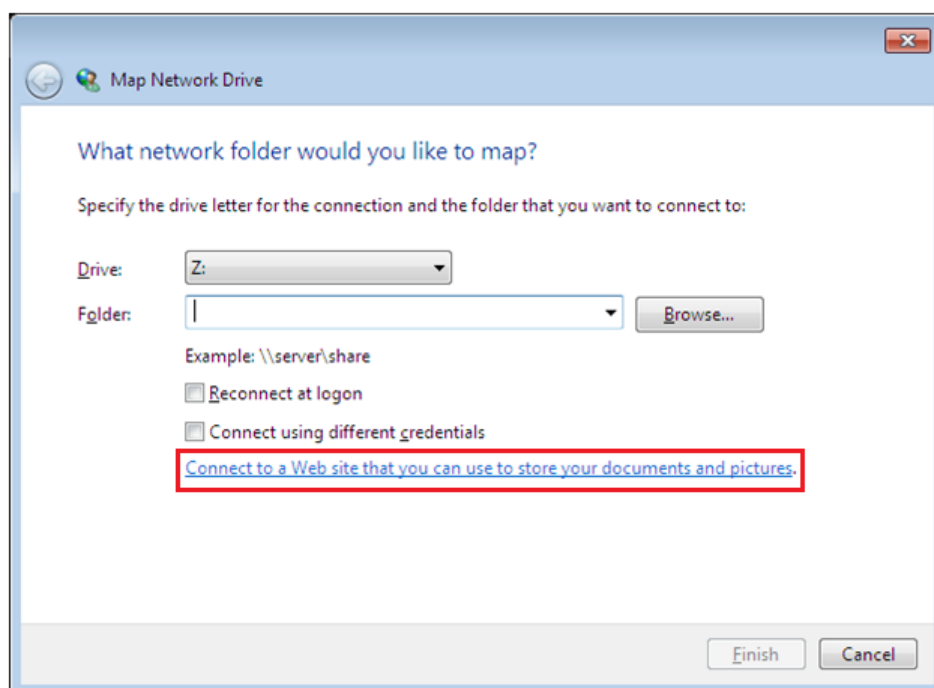 Map Network Drive
What network folder would you like to map?
Specify the drive letter for the connection and the folder that you want to connect to:
Drive: Z:
Folder: Browse...
Example: \\server\share
Reconnect at logon
Connect using different credentials
Connect to a Web site that you can use to store your documents and pictures.
Finish Cancel